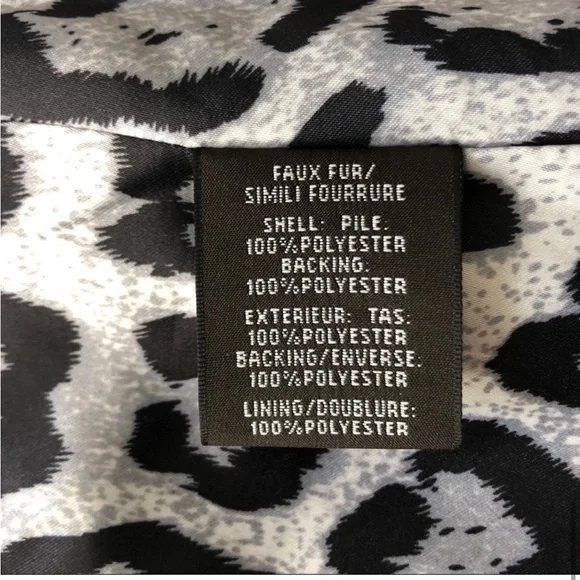 FAUX FUR/
SIMILI FOURRURE
SHELL: PILE:
100%POLYESTER
BACKING:
100%POLYESTER
EXTERIEUR: TAS:
100%POLYESTER
BACKING/ENVERSE:
100%POLYESTER
LINING/DOUBLURE:
100%POLYESTER